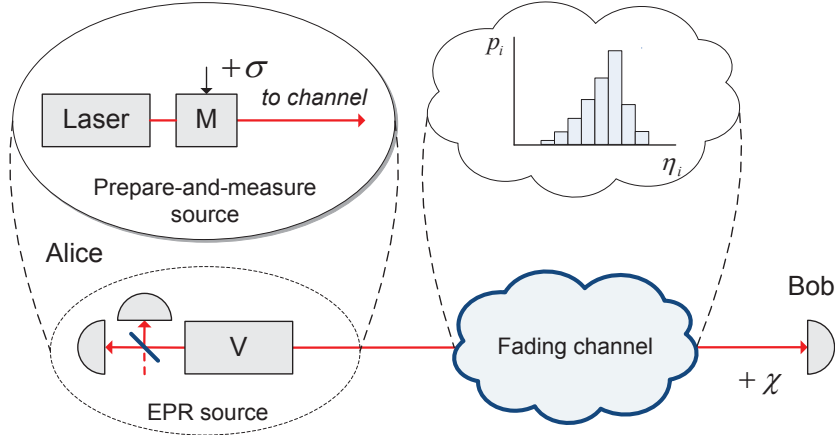 +σ
to channel
Laser
M
Prepare-and-measure
source
p_i
η_i
Alice
Bob
V
Fading channel
+ χ
EPR source